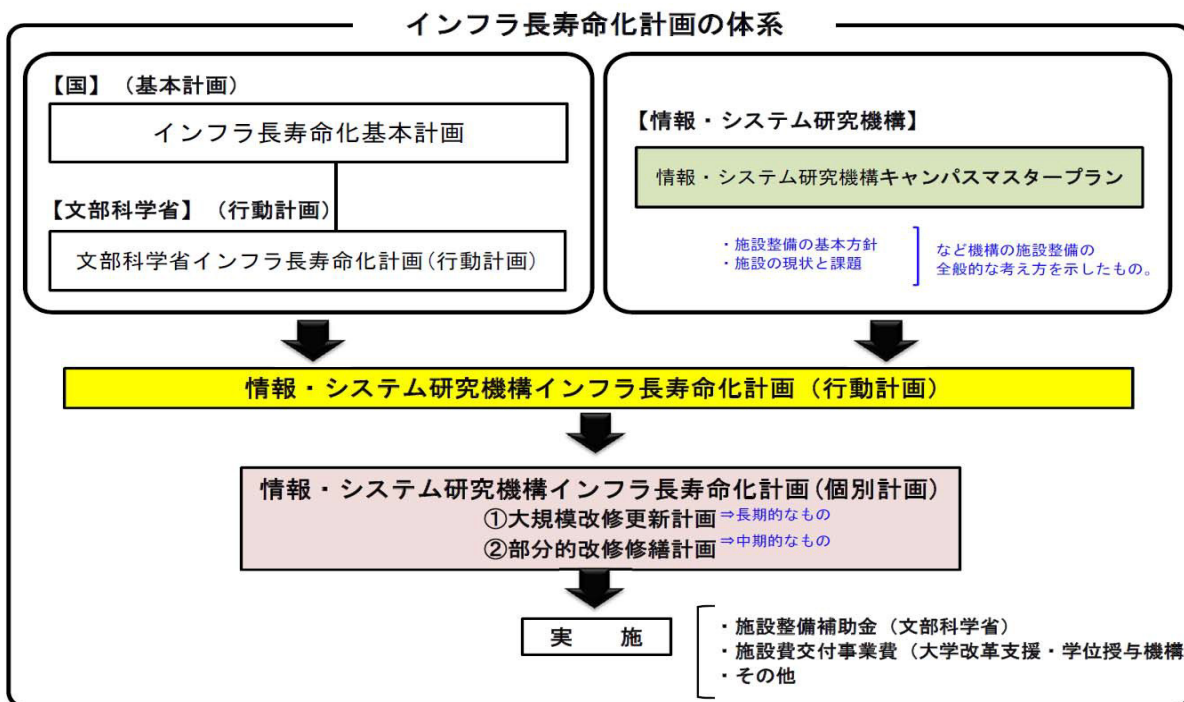 インフラ長寿命化計画の体系
【国】（基本計画）
インフラ長寿命化基本計画
【文部科学省】（行動計画）
文部科学省インフラ長寿命化計画(行動計画)
【情報・システム研究機構】
情報・システム研究機構キャンパスマスタープラン
・施設整備の基本方針
・施設の現状と課題
など機構の施設整備の
全般的な考え方を示したもの。
情報・システム研究機構インフラ長寿命化計画（行動計画）
情報・システム研究機構インフラ長寿命化計画(個別計画)
①大規模改修更新計画⇒長期的なもの
②部分的改修修繕計画⇒中期的なもの
実　施
・施設整備補助金（文部科学省）
・施設費交付事業費（大学改革支援・学位授与機構
・その他